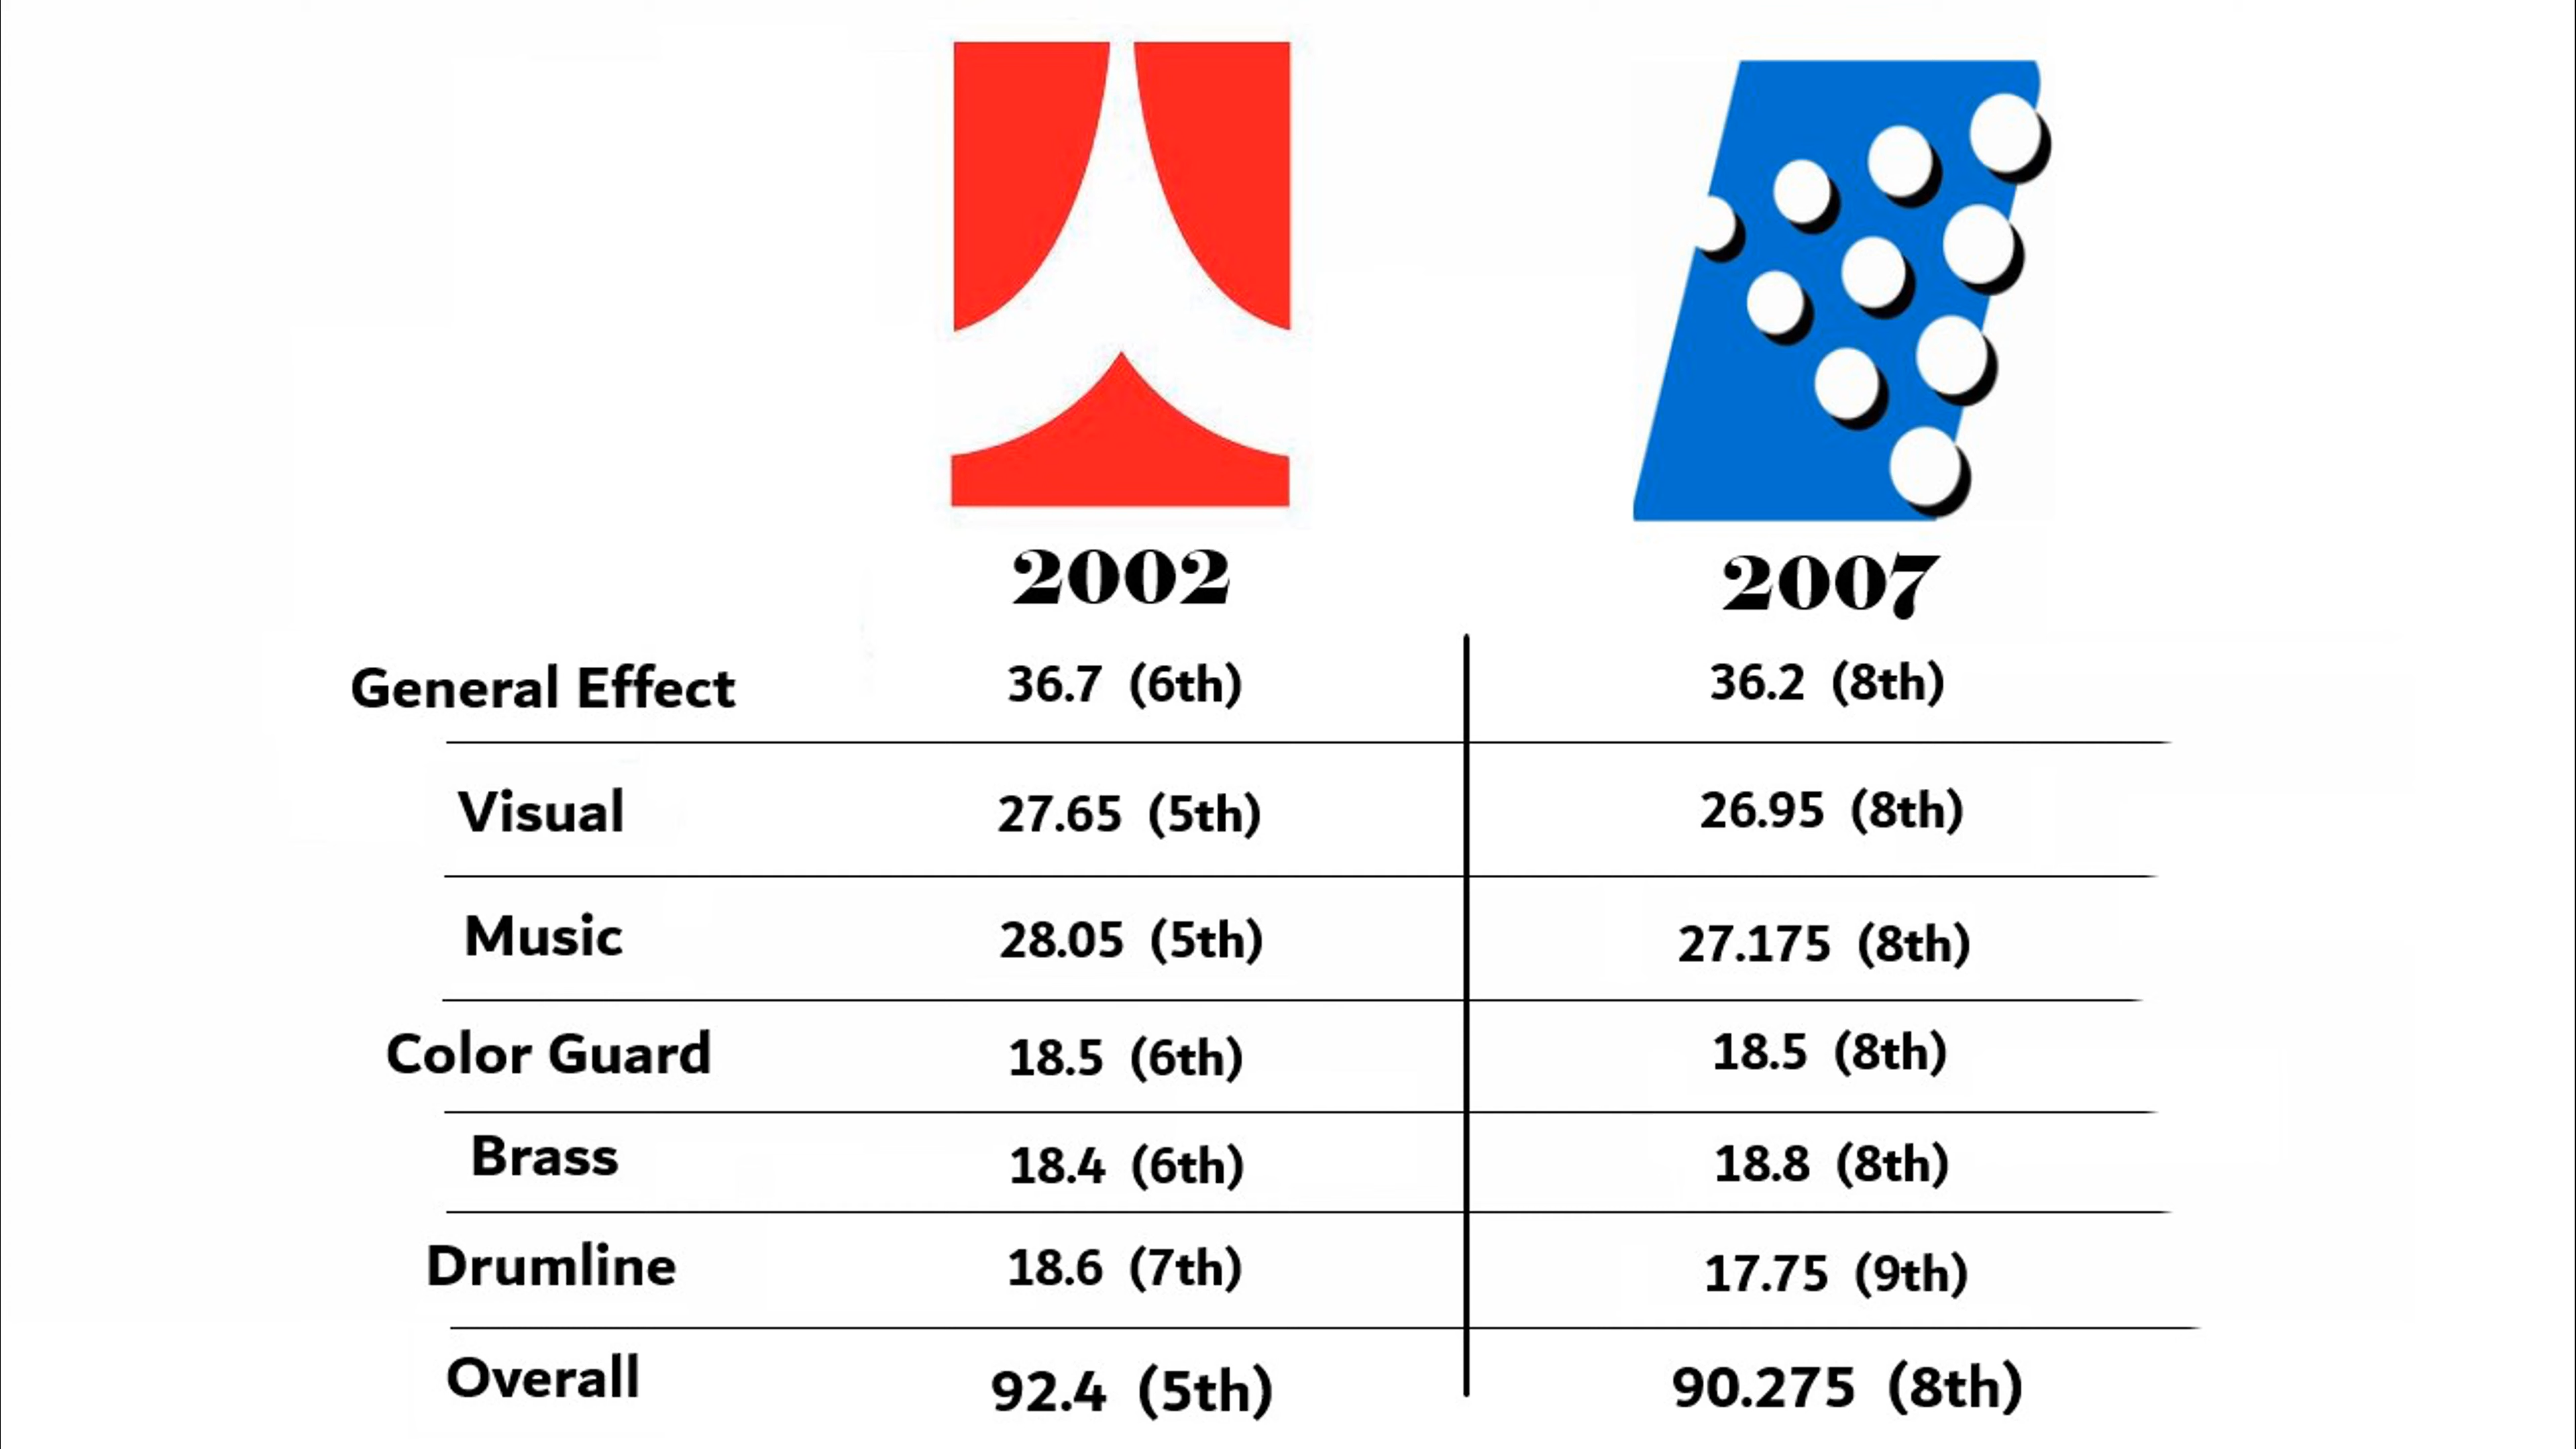 2002 2007
General Effect 36.7 (6th) 36.2 (8th)
Visual 27.65 (5th) 26.95 (8th)
Music 28.05 (5th) 27.175 (8th)
Color Guard 18.5 (6th) 18.5 (8th)
Brass 18.4 (6th) 18.8 (8th)
Drumline 18.6 (7th) 17.75 (9th)
Overall 92.4 (5th) 90.275 (8th)